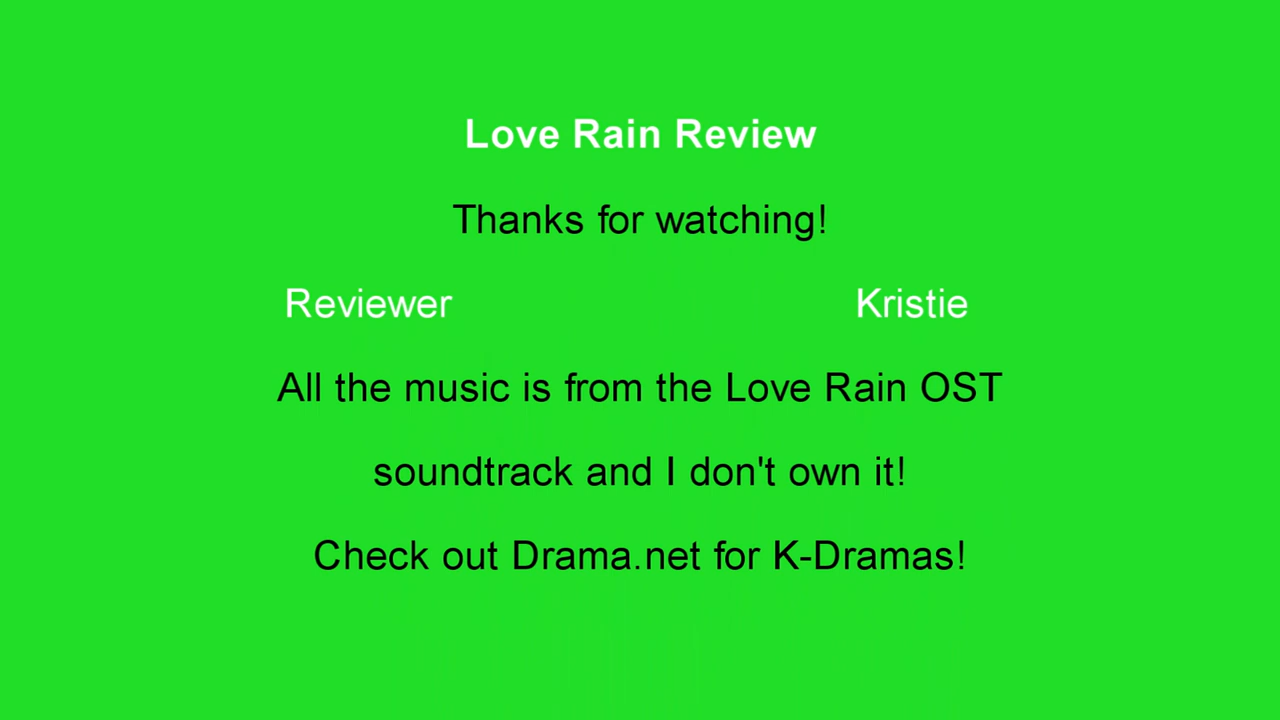 Love Rain Review
Thanks for watching!
Reviewer Kristie
All the music is from the Love Rain OST
soundtrack and I don't own it!
Check out Drama.net for K-Dramas!